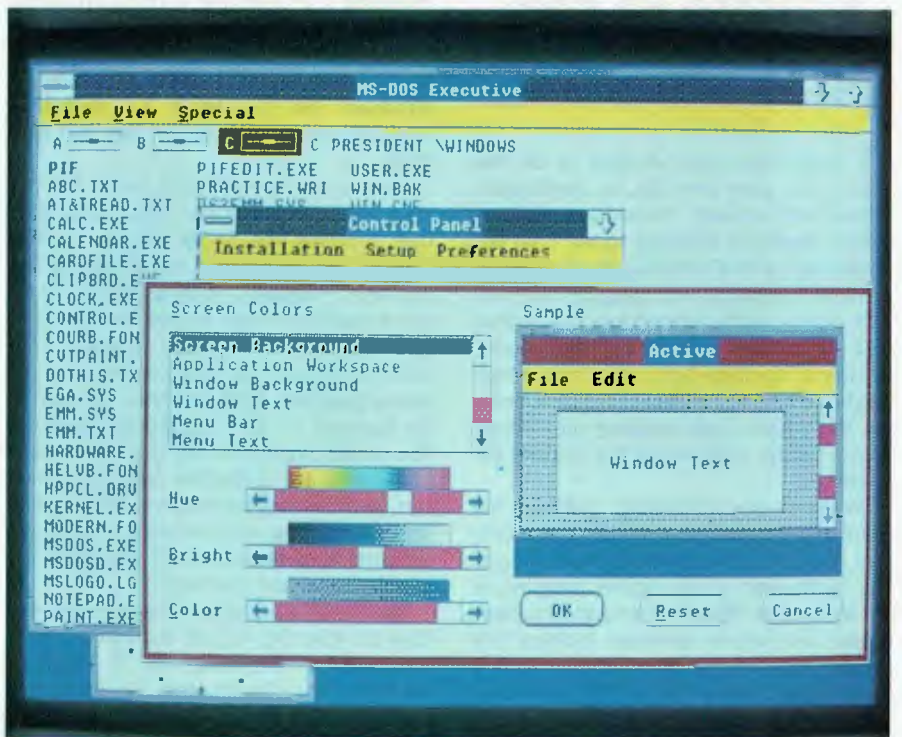 MS-DOS Executive
File View Special
A B C C PRESIDENT \WINDOWS
PIF PIFEDIT.EXE USER.EXE
ABC.TXT PRACTICE.WRI WIN.BAK
AT&TREAD.TXT
CALC.EXE
CALENDAR.EXE
CARDFILE.EXE
CLIPBRD.E
CLOCK.EXE
CONTROL.E
COURB.FON
CVTPAINT.
DOTHIS.TX
EGA.SYS
EMM.SYS
EMM.TXT
HARDWARE.
HELVB.FON
HPPCL.DRV
KERNEL.EX
MODERN.FO
MSDOS.EXE
MSDOSD.EX
MSLOGO.LG
NOTEPAD.E
PAINT.EXE
Control Panel
Installation Setup Preferences
Screen Colors
Screen Background
Application Workspace
Window Background
Window Text
Menu Bar
Menu Text
Hue
Bright
Color
Sample
Active
File Edit
Window Text
OK Reset Cancel